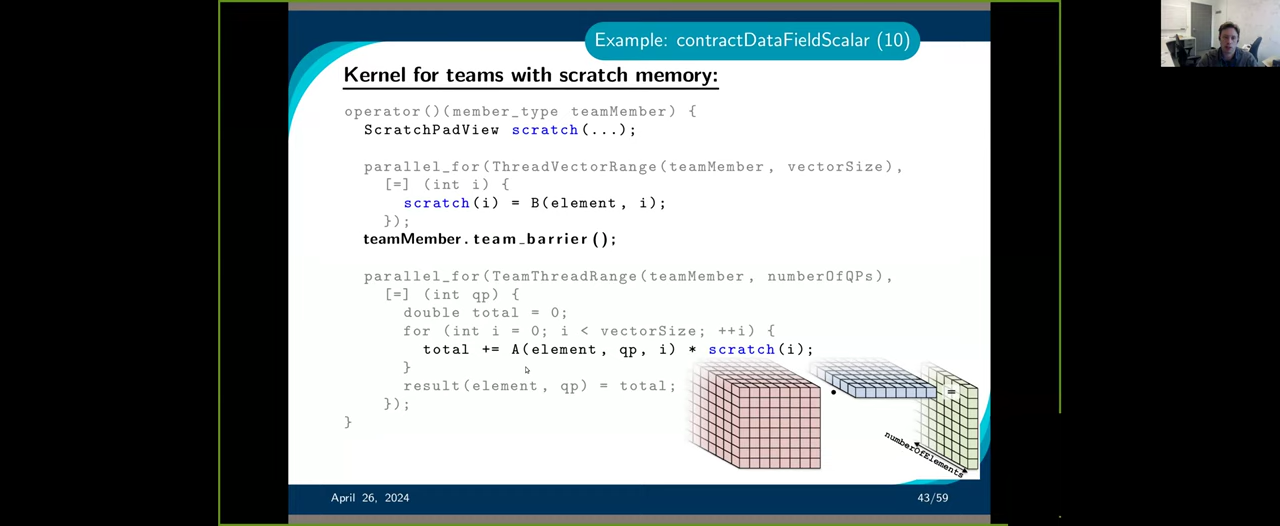 Example: contractDataFieldScalar (10)
Kernel for teams with scratch memory:
operator()(member_type teamMember) {
ScratchPadView scratch(...);
parallel_for(ThreadVectorRange(teamMember, vectorSize),
[=] (int i) {
scratch(i) = B(element, i);
});
teamMember.team_barrier();
parallel_for(TeamThreadRange(teamMember, numberOfQPs),
[=] (int qp) {
double total = 0;
for (int i = 0; i < vectorSize; ++i) {
total += A(element, qp, i) * scratch(i);
}
result(element, qp) = total;
});
}
• =
numberOfElements
April 26, 2024
43/59